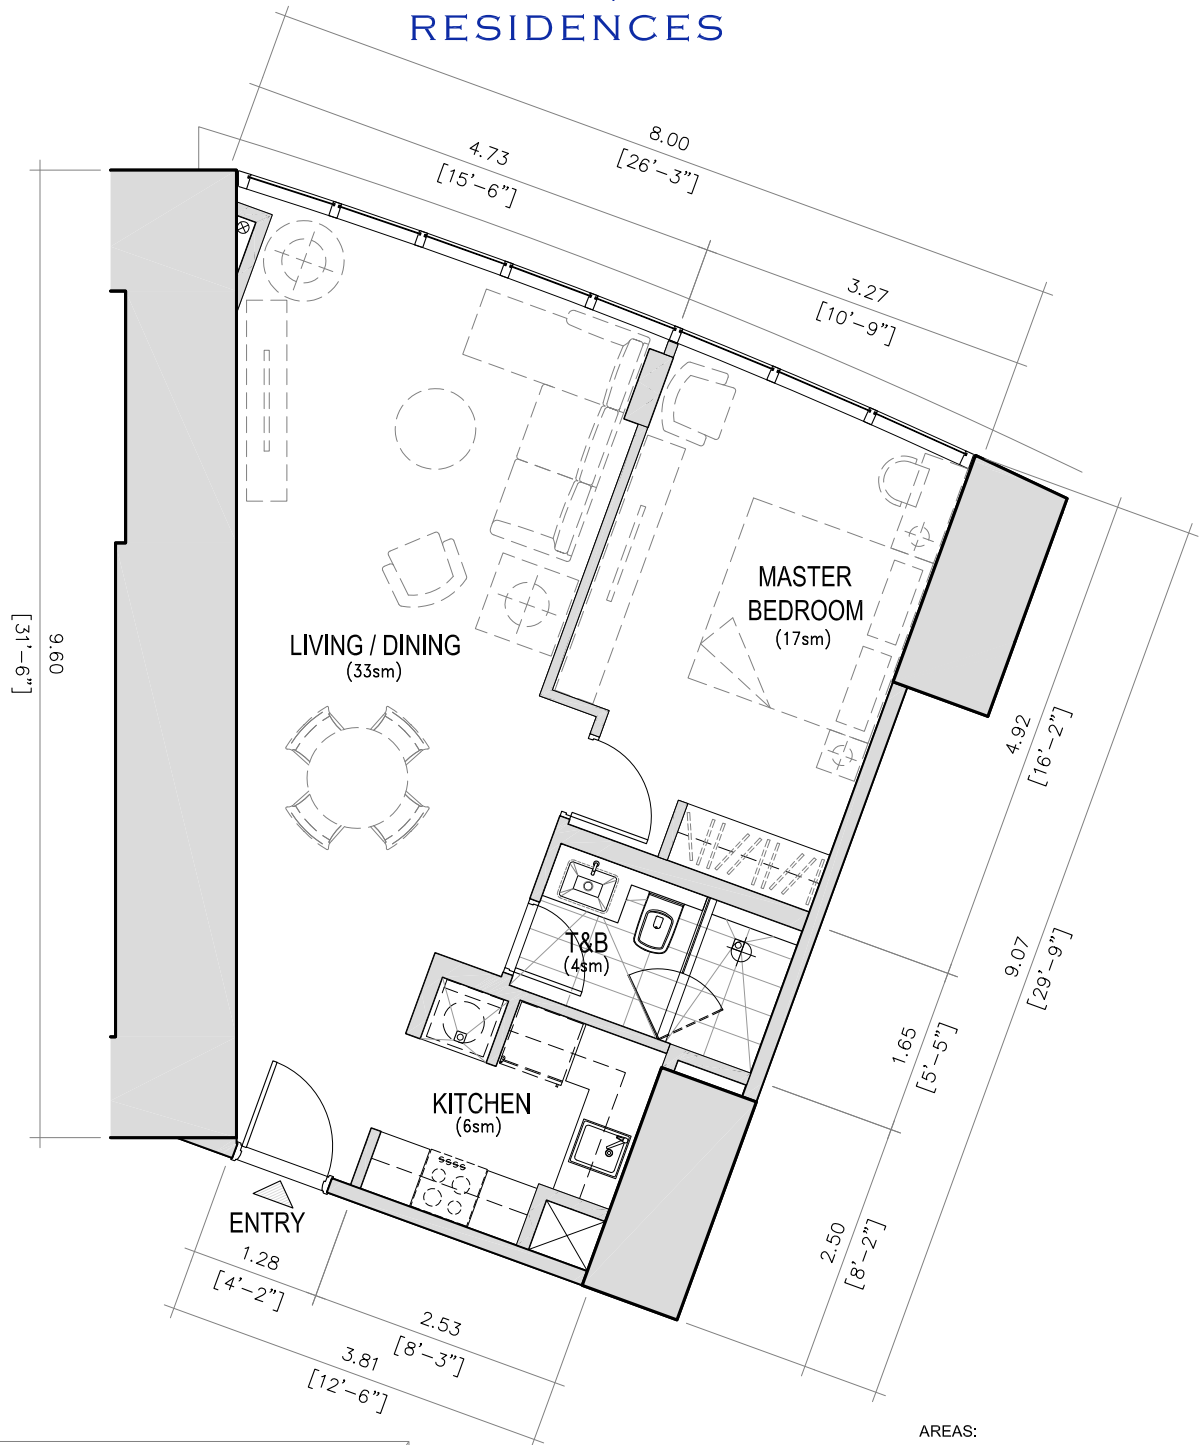 RESIDENCES
8.00
[26'-3"]
4.73
[15'-6"]
3.27
[10'-9"]
9.60
[31'-6"]
MASTER
BEDROOM
(17sm)
LIVING / DINING
(33sm)
4.92
[16'-2"]
T&B
(4sm)
9.07
[29'-9"]
1.65
[5'-5"]
KITCHEN
(6sm)
ENTRY
2.50
[8'-2"]
1.28
[4'-2"]
2.53
[8'-3"]
3.81
[12'-6"]
AREAS: